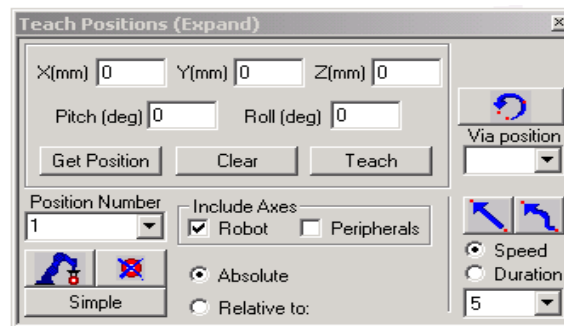 Teach Positions (Expand)
X(mm) 0 Y(mm) 0 Z(mm) 0
Pitch (deg) 0 Roll (deg) 0
Get Position Clear Teach
Via position
Position Number
1
Include Axes
Robot Peripherals
Simple
Absolute
Relative to:
Speed
Duration
5